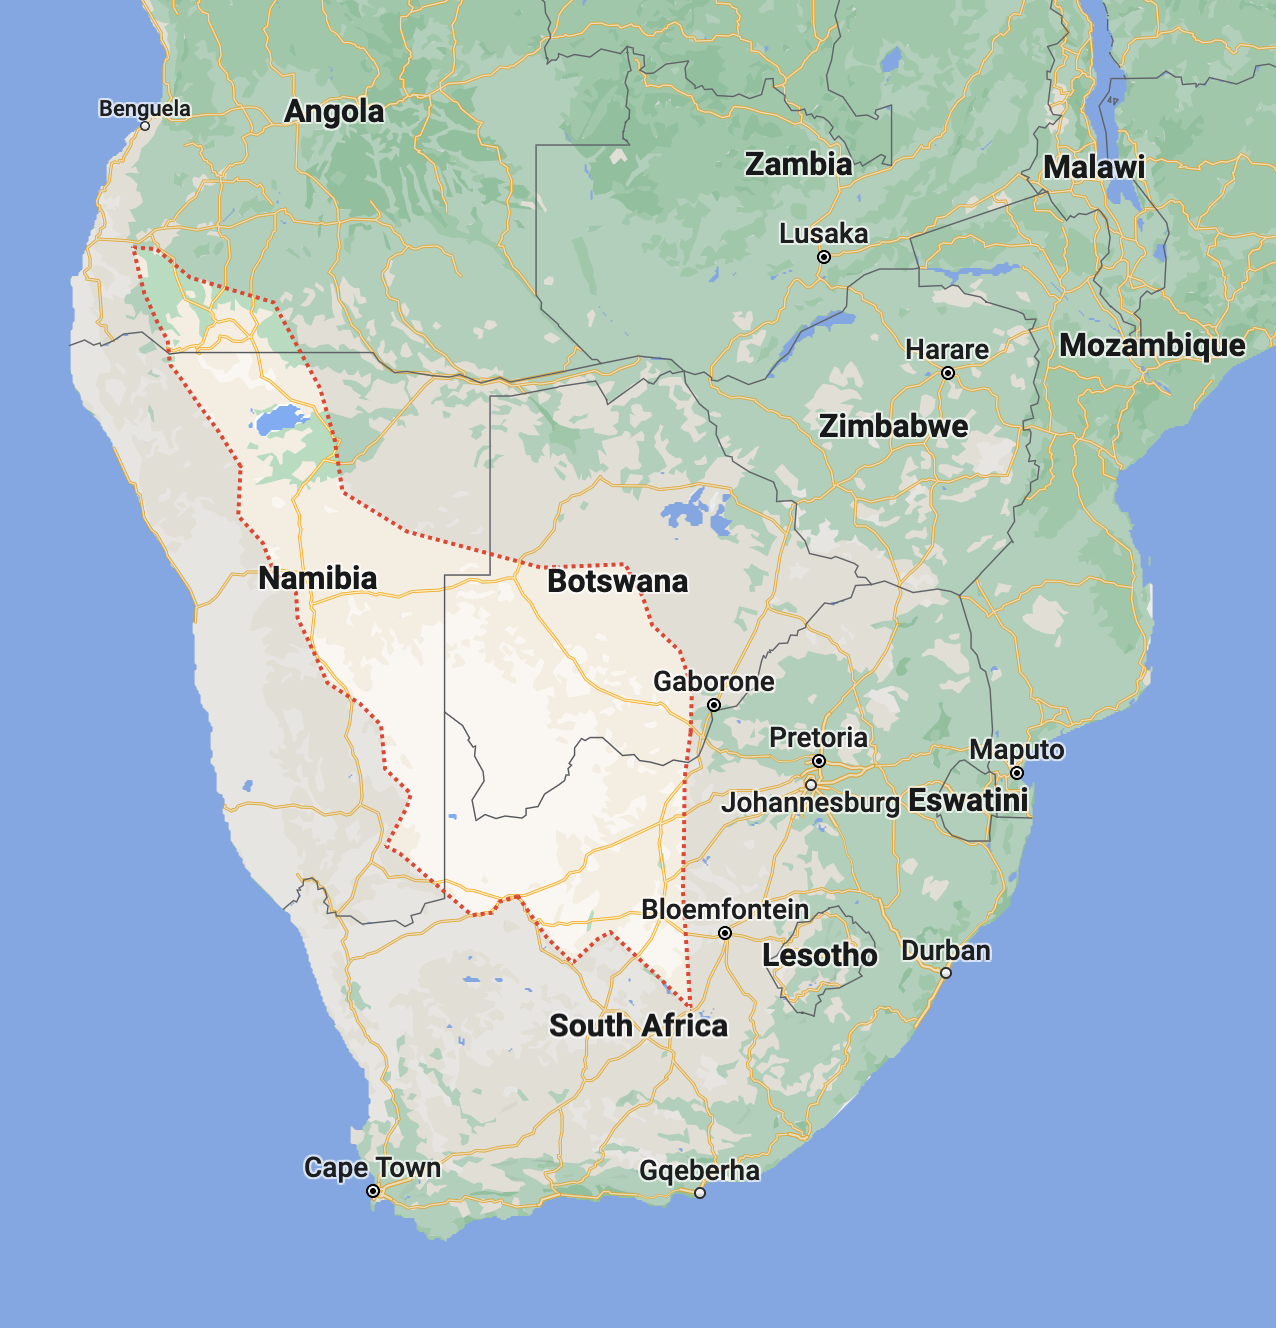 Benguela
Angola
Zambia
Malawi
Lusaka
Harare
Mozambique
Zimbabwe
Namibia
Botswana
Gaborone
Pretoria
Maputo
Johannesburg
Eswatini
Bloemfontein
Lesotho
Durban
South Africa
Cape Town
Gqeberha